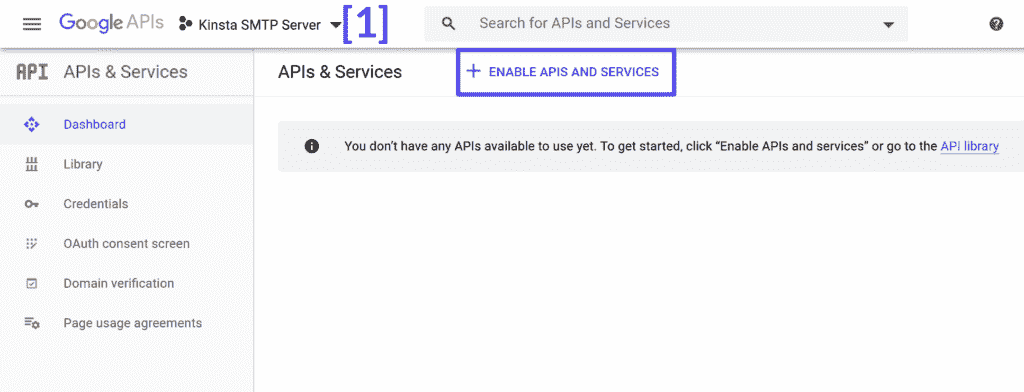 Google APIs Kinsta SMTP Server [1] Search for APIs and Services
API APIs & Services
APIs & Services + ENABLE APIS AND SERVICES
Dashboard
Library
Credentials
OAuth consent screen
Domain verification
Page usage agreements
You don't have any APIs available to use yet. To get started, click “Enable APIs and services” or go to the API library